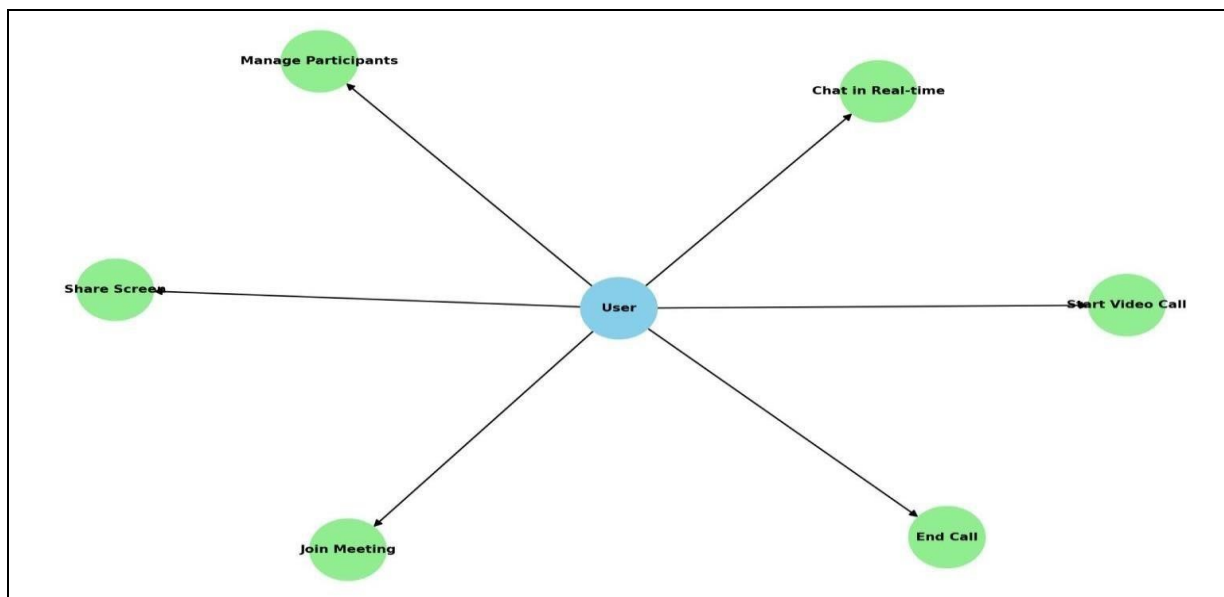 Manage Participants
Chat in Real-time
Share Screen
User
Start Video Call
Join Meeting
End Call